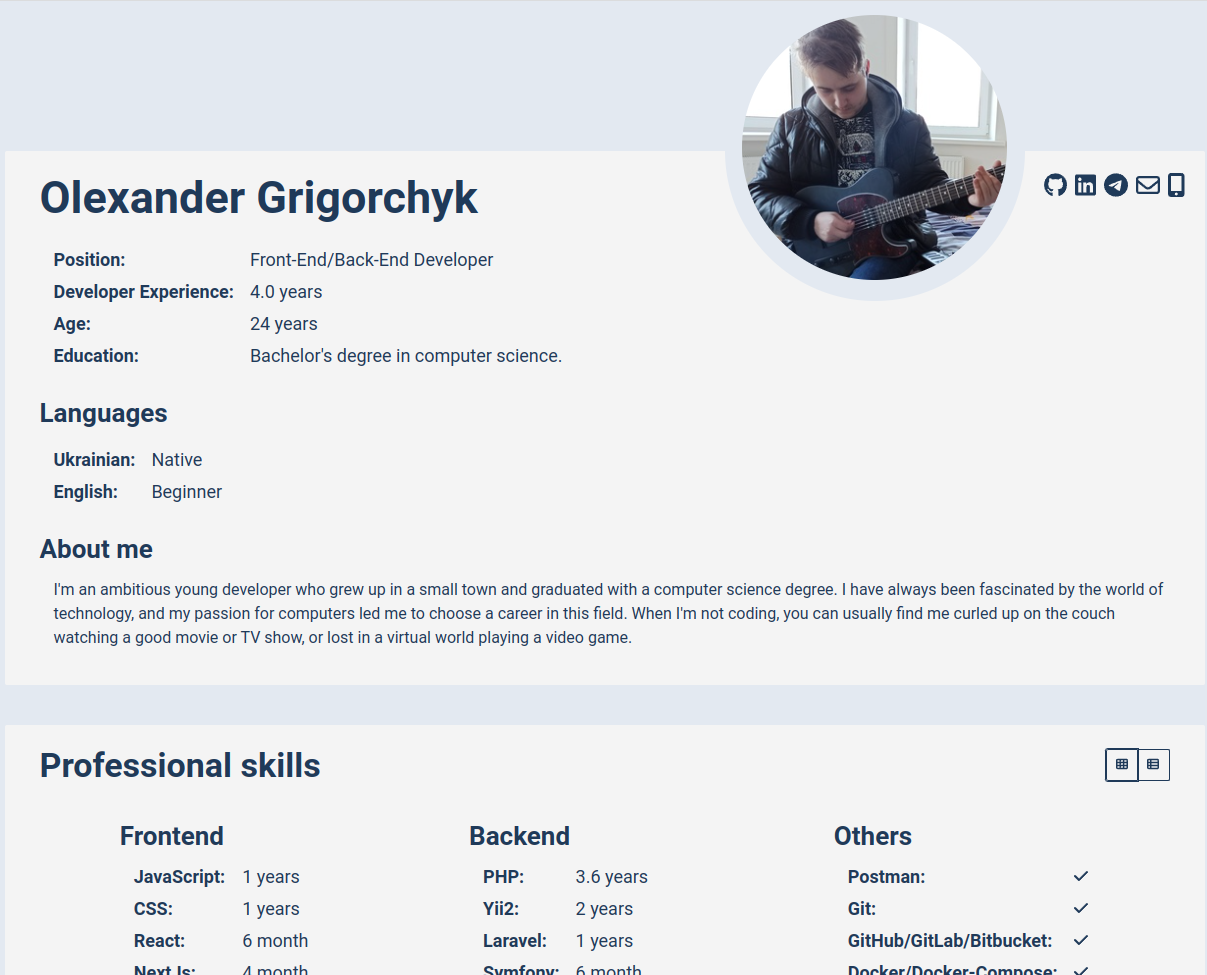 Olexander Grigorchyk
Position: Front-End/Back-End Developer
Developer Experience: 4.0 years
Age: 24 years
Education: Bachelor's degree in computer science.
Languages
Ukrainian: Native
English: Beginner
About me
I'm an ambitious young developer who grew up in a small town and graduated with a computer science degree. I have always been fascinated by the world of
technology, and my passion for computers led me to choose a career in this field. When I'm not coding, you can usually find me curled up on the couch
watching a good movie or TV show, or lost in a virtual world playing a video game.
Professional skills
Frontend
JavaScript: 1 years
CSS: 1 years
React: 6 month
Next.Js: 4 month
Backend
PHP: 3.6 years
Yii2: 2 years
Laravel: 1 years
Symfony: 6 month
Others
Postman:
Git:
GitHub/GitLab/Bitbucket:
Docker/Docker-Compose: